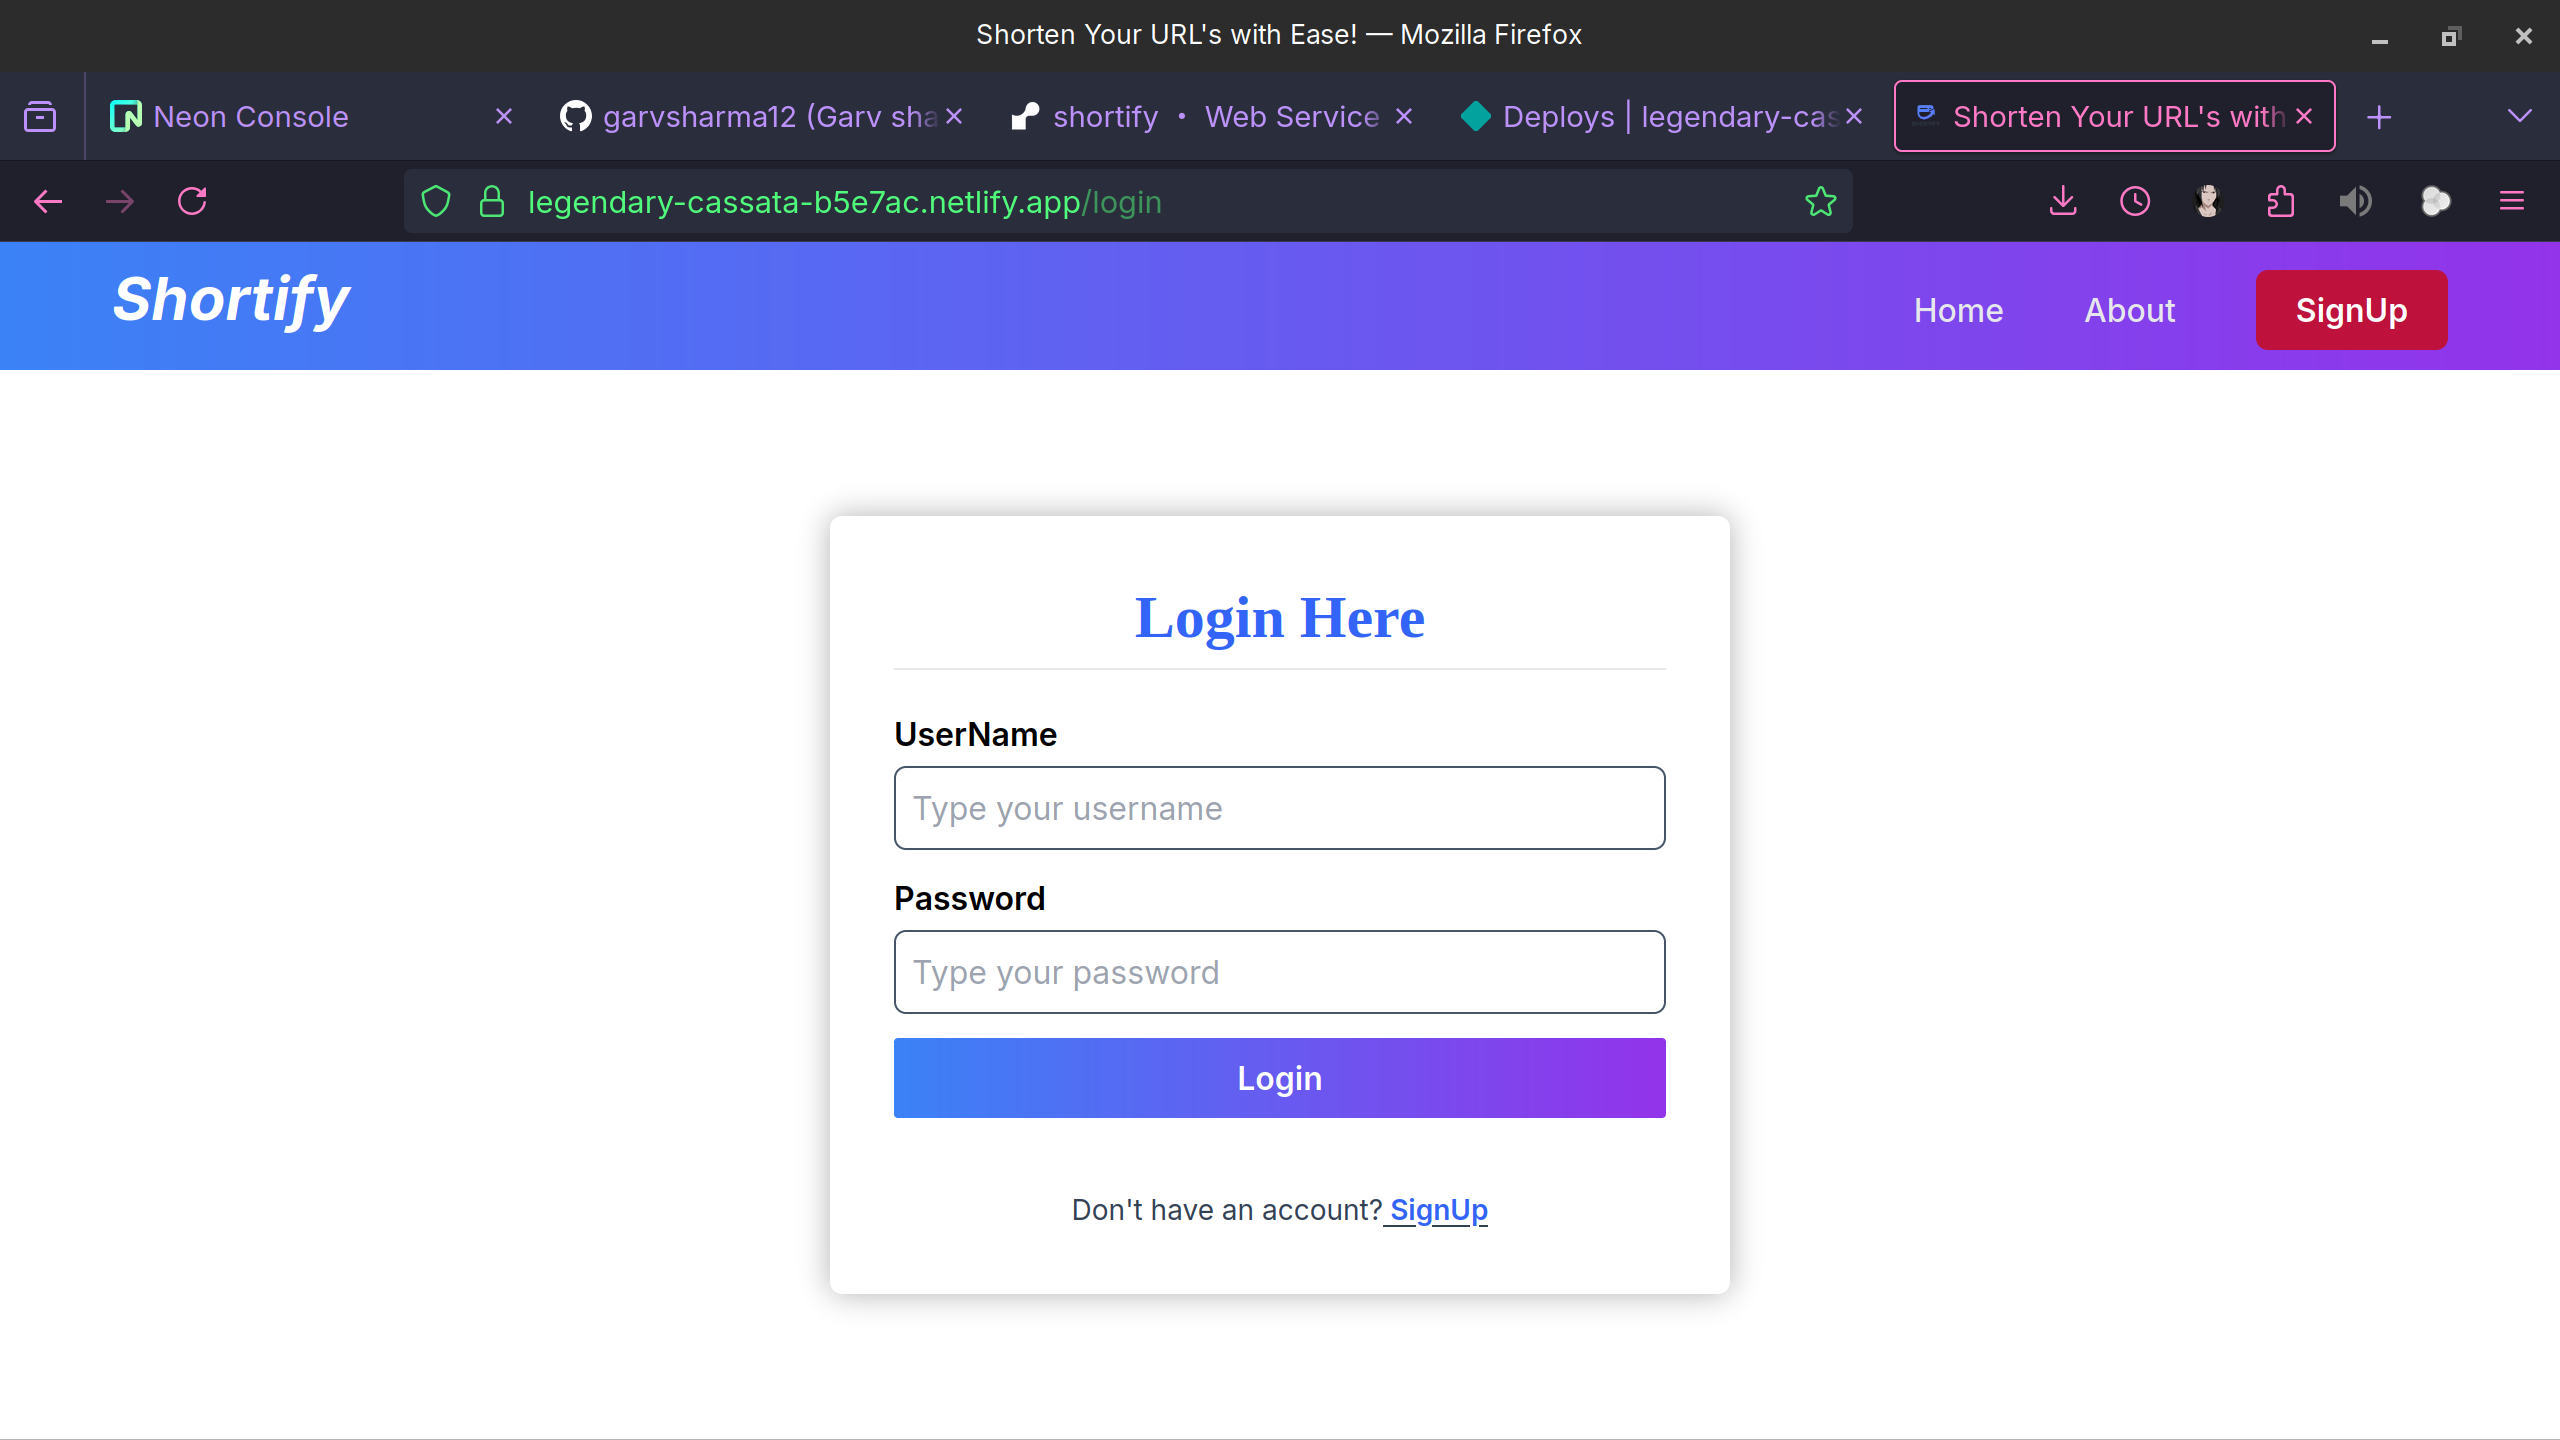 Shorten Your URL's with Ease! — Mozilla Firefox
Neon Console
garvsharma12 (Garv sha
shortify • Web Service
Deploys | legendary-cas
Shorten Your URL's with
legendary-cassata-b5e7ac.netlify.app/login
Shortify
Home
About
SignUp
Login Here
UserName
Type your username
Password
Type your password
Login
Don't have an account? SignUp